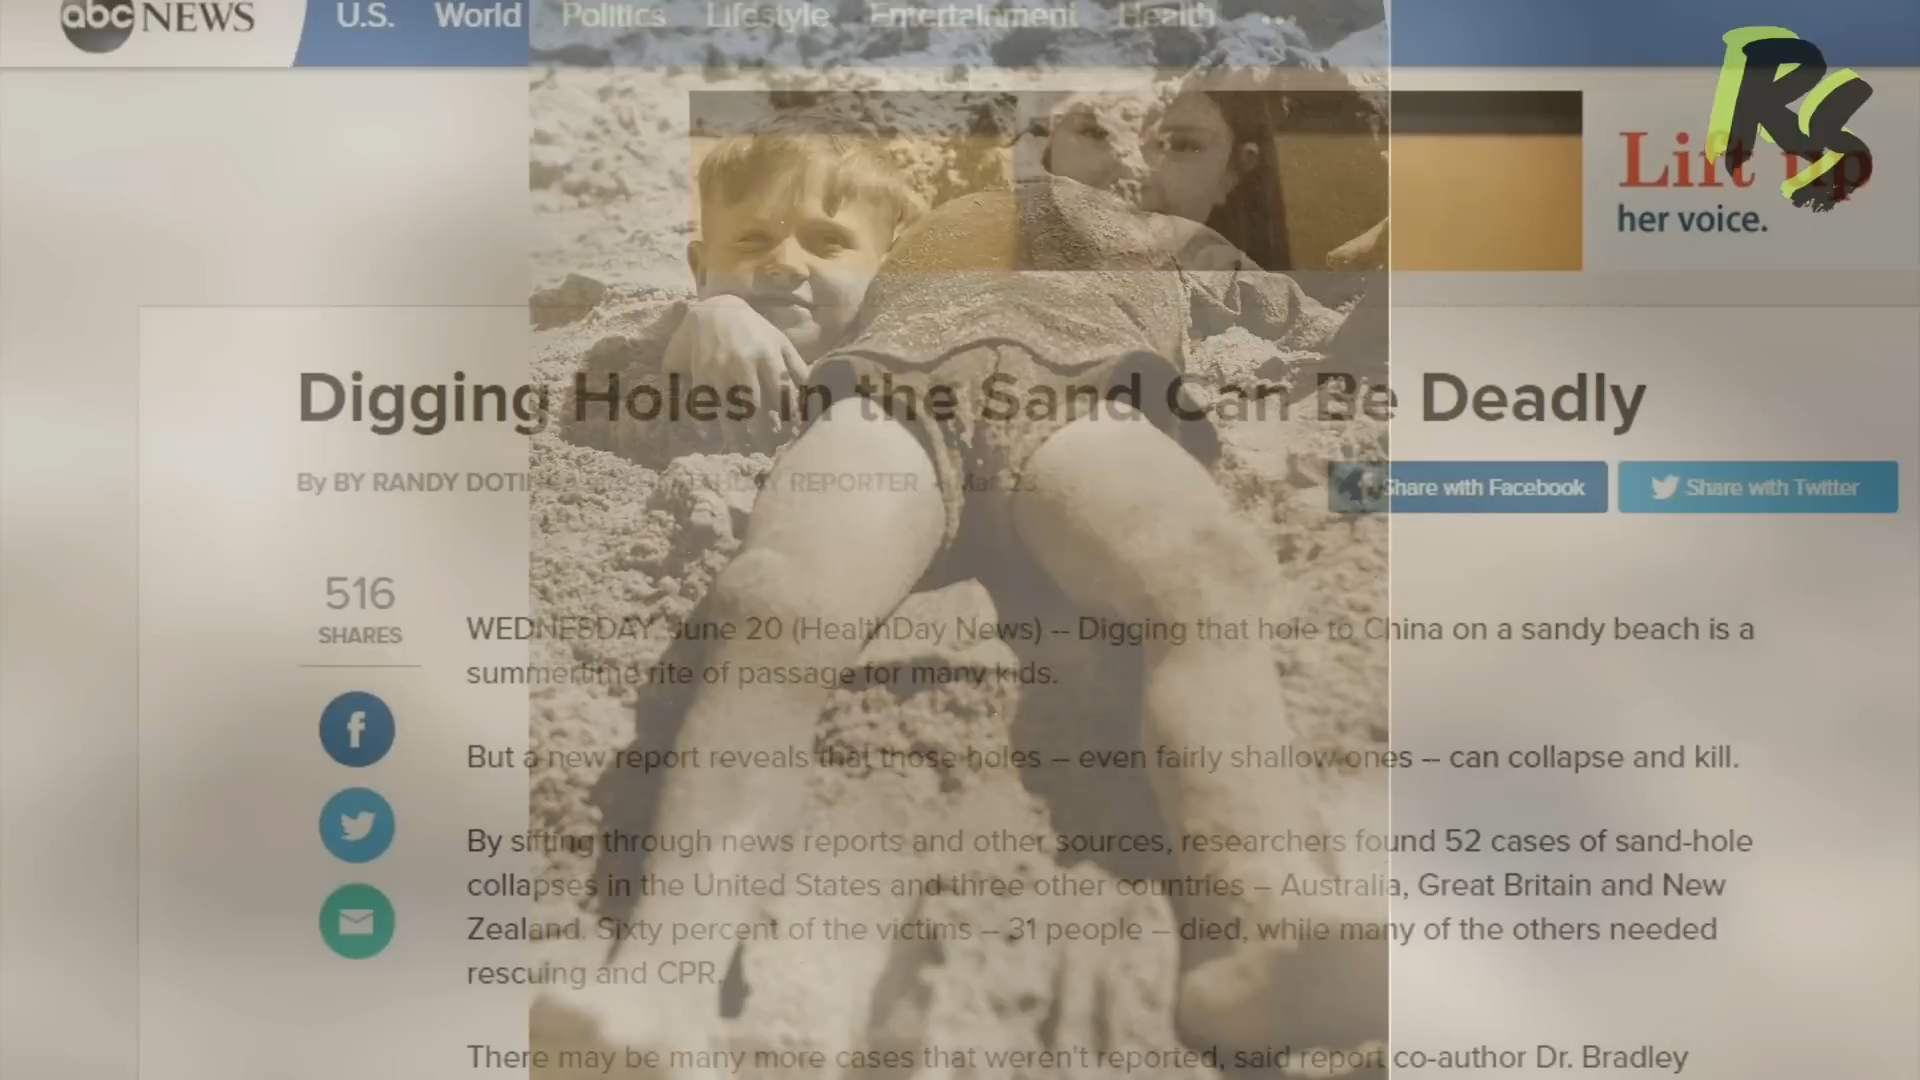 abc NEWS U.S. World Politics Lifestyle Entertainment Health ...
RS
Lift up
her voice.
Digging Holes in the Sand Can Be Deadly
By BY RANDY REPORTER
Share with Facebook Share with Twitter
516
SHARES
WEDNESDAY, June 20 (HealthDay News) -- Digging that hole to China on a sandy beach is a
summertime rite of passage for many kids.
But a new report reveals that those holes – even fairly shallow ones – can collapse and kill.
By sifting through news reports and other sources, researchers found 52 cases of sand-hole
collapses in the United States and three other countries – Australia, Great Britain and New
Zealand. Sixty percent of the victims – 31 people – died, while many of the others needed
rescuing and CPR.
There may be many more cases that weren't reported, said report co-author Dr. Bradley